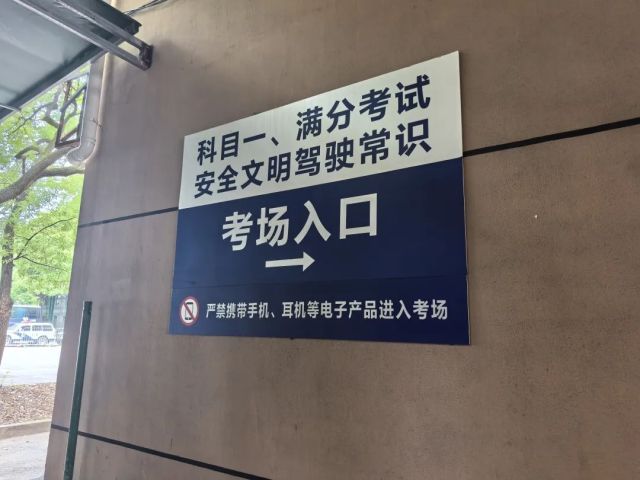 科目一、满分考试
安全文明驾驶常识
考场入口
→
严禁携带手机、耳机等电子产品进入考场